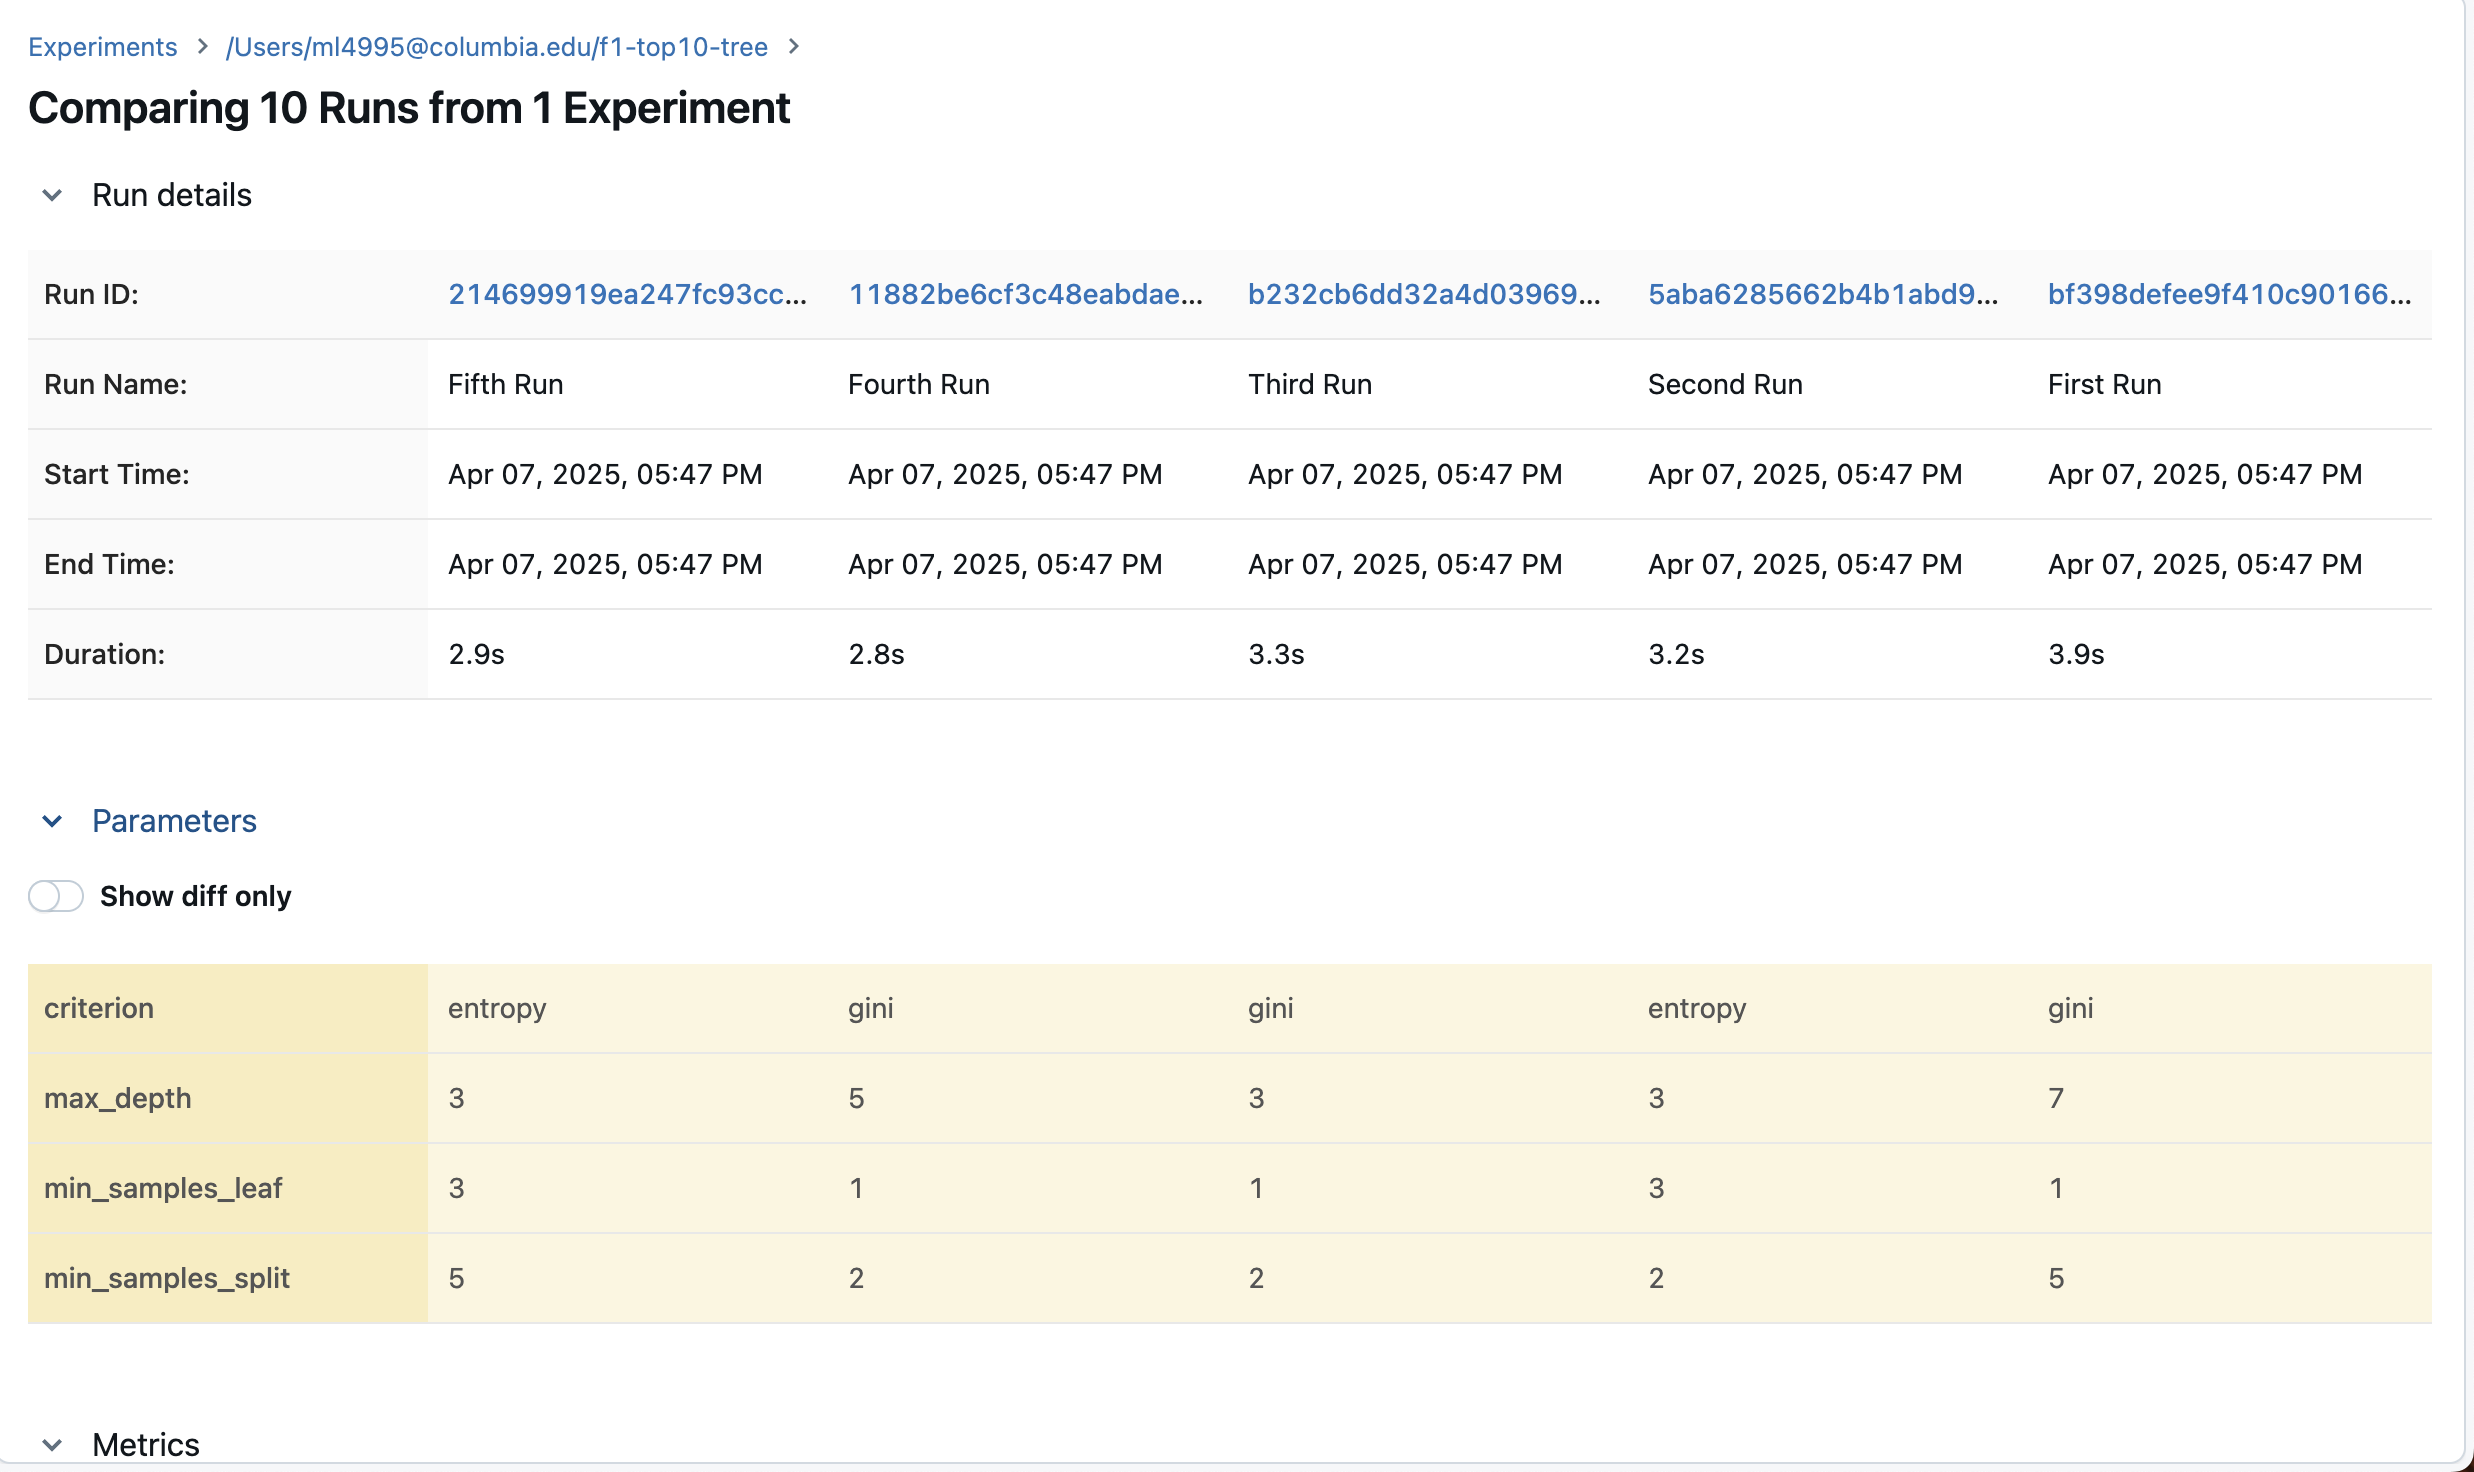 Experiments > /Users/ml4995@columbia.edu/f1-top10-tree >
Comparing 10 Runs from 1 Experiment
Run details
Run ID: 214699919ea247fc93cc... 11882be6cf3c48eabdae... b232cb6dd32a4d03969... 5aba6285662b4b1abd9... bf398defee9f410c90166...
Run Name: Fifth Run Fourth Run Third Run Second Run First Run
Start Time: Apr 07, 2025, 05:47 PM Apr 07, 2025, 05:47 PM Apr 07, 2025, 05:47 PM Apr 07, 2025, 05:47 PM Apr 07, 2025, 05:47 PM
End Time: Apr 07, 2025, 05:47 PM Apr 07, 2025, 05:47 PM Apr 07, 2025, 05:47 PM Apr 07, 2025, 05:47 PM Apr 07, 2025, 05:47 PM
Duration: 2.9s 2.8s 3.3s 3.2s 3.9s
Parameters
Show diff only
criterion entropy gini gini entropy gini
max_depth 3 5 3 3 7
min_samples_leaf 3 1 1 3 1
min_samples_split 5 2 2 2 5
Metrics